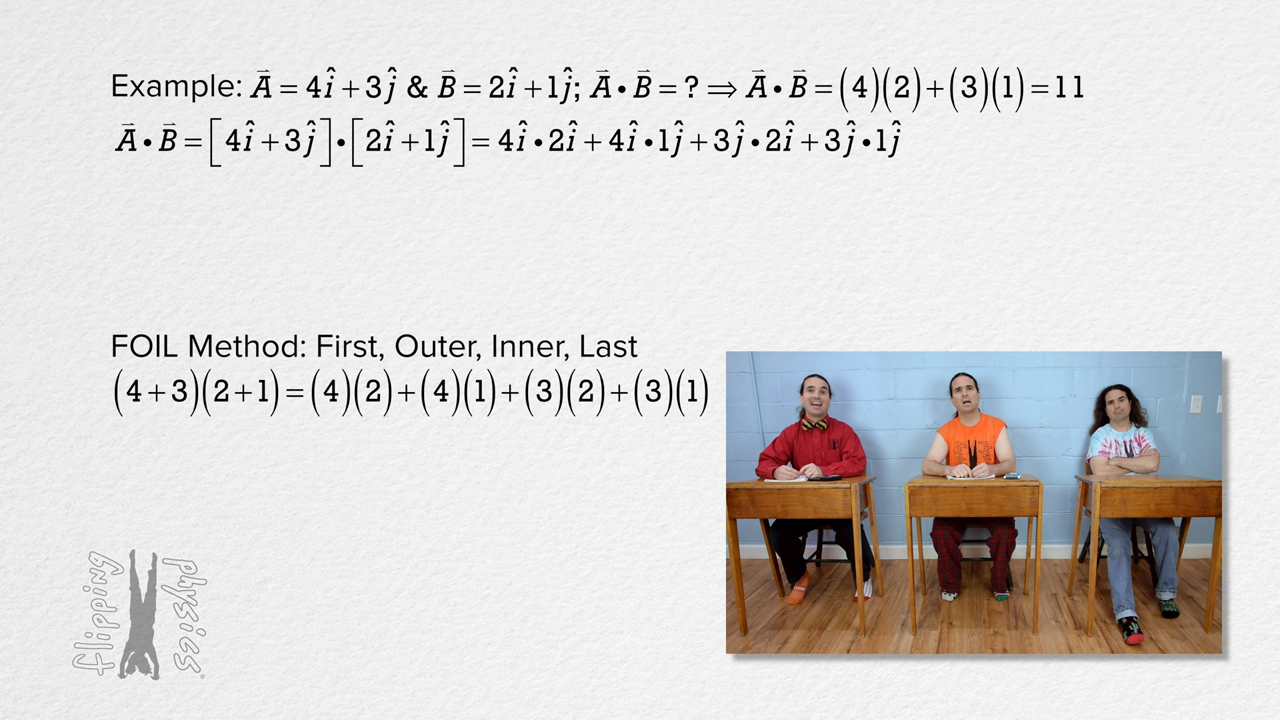 Example: A⃗ = 4î + 3ĵ & B⃗ = 2î + 1ĵ; A⃗ • B⃗ = ? ⇒ A⃗ • B⃗ = (4)(2) + (3)(1) = 11
A⃗ • B⃗ = [4î + 3ĵ] • [2î + 1ĵ] = 4î • 2î + 4î • 1ĵ + 3ĵ • 2î + 3ĵ • 1ĵ
FOIL Method: First, Outer, Inner, Last
(4 + 3)(2 + 1) = (4)(2) + (4)(1) + (3)(2) + (3)(1)
flipping
physics